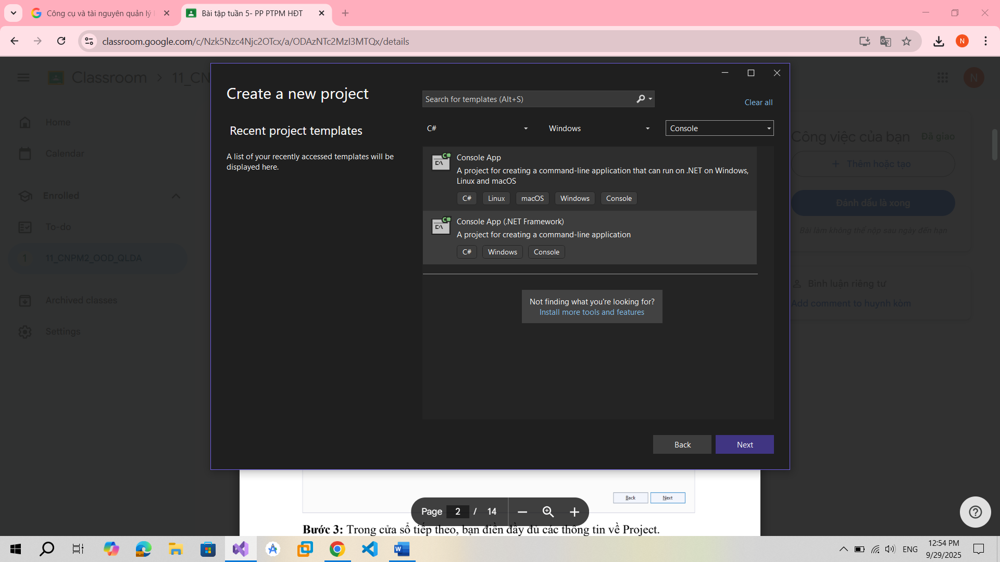 Công cụ và tài nguyên quản lý
Bài tập tuần 5- PP PTPM HĐT
classroom.google.com/c/Nzk5Nzc4Njc2OTcx/a/ODAzNTc2MzI3MTQx/details
N
Classroom
11_CN
N
Home
Calendar
Enrolled
To-do
1
11_CNPM2_OOD_QLDA
Archived classes
Settings
Create a new project
Search for templates (Alt+S)
Clear all
Recent project templates
C#
Windows
Console
A list of your recently accessed templates will be
displayed here.
Console App
A project for creating a command-line application that can run on .NET on Windows,
Linux and macOS
C# Linux macOS Windows Console
Console App (.NET Framework)
A project for creating a command-line application
C# Windows Console
Not finding what you're looking for?
Install more tools and features
Back
Next
Công việc của bạn
Đã giao
+ Thêm hoặc tạo
Đánh dấu là xong
Bài làm không thể nộp sau ngày đến hạn
Bình luận riêng tư
Add comment to huynh kòm
Back
Next
Page 2 / 14
Bước 3: Trong cửa sổ tiếp theo, bạn điền đầy đủ các thông tin về Project.
ENG
12:54 PM
9/29/2025